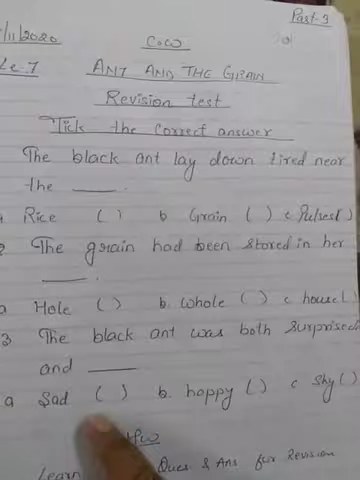 Part-3
/11/2020 C.W
Le-7 ANT AND THE GRAIN
Revision test
Tick the correct answer
The black ant lay down tired near
the ____.
a Rice ( ) b Grain ( ) c Pulses( )
2 The grain had been stored in her
____.
a Hole ( ) b. whole ( ) c house( )
3 The black ant was both surprised
and ____
a Sad ( ) b. happy ( ) c Shy( )
H/W
Learn Ques & Ans for Revision